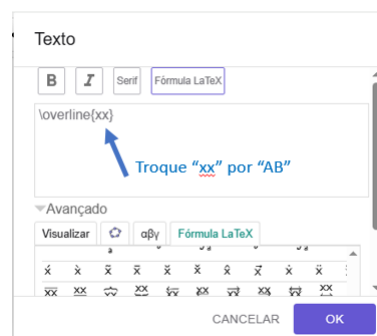 Texto
B I Serif Fórmula LaTeX
\overline{xx}
Troque “xx” por “AB”
Avançado
Visualizar αβγ Fórmula LaTeX
CANCELAR OK